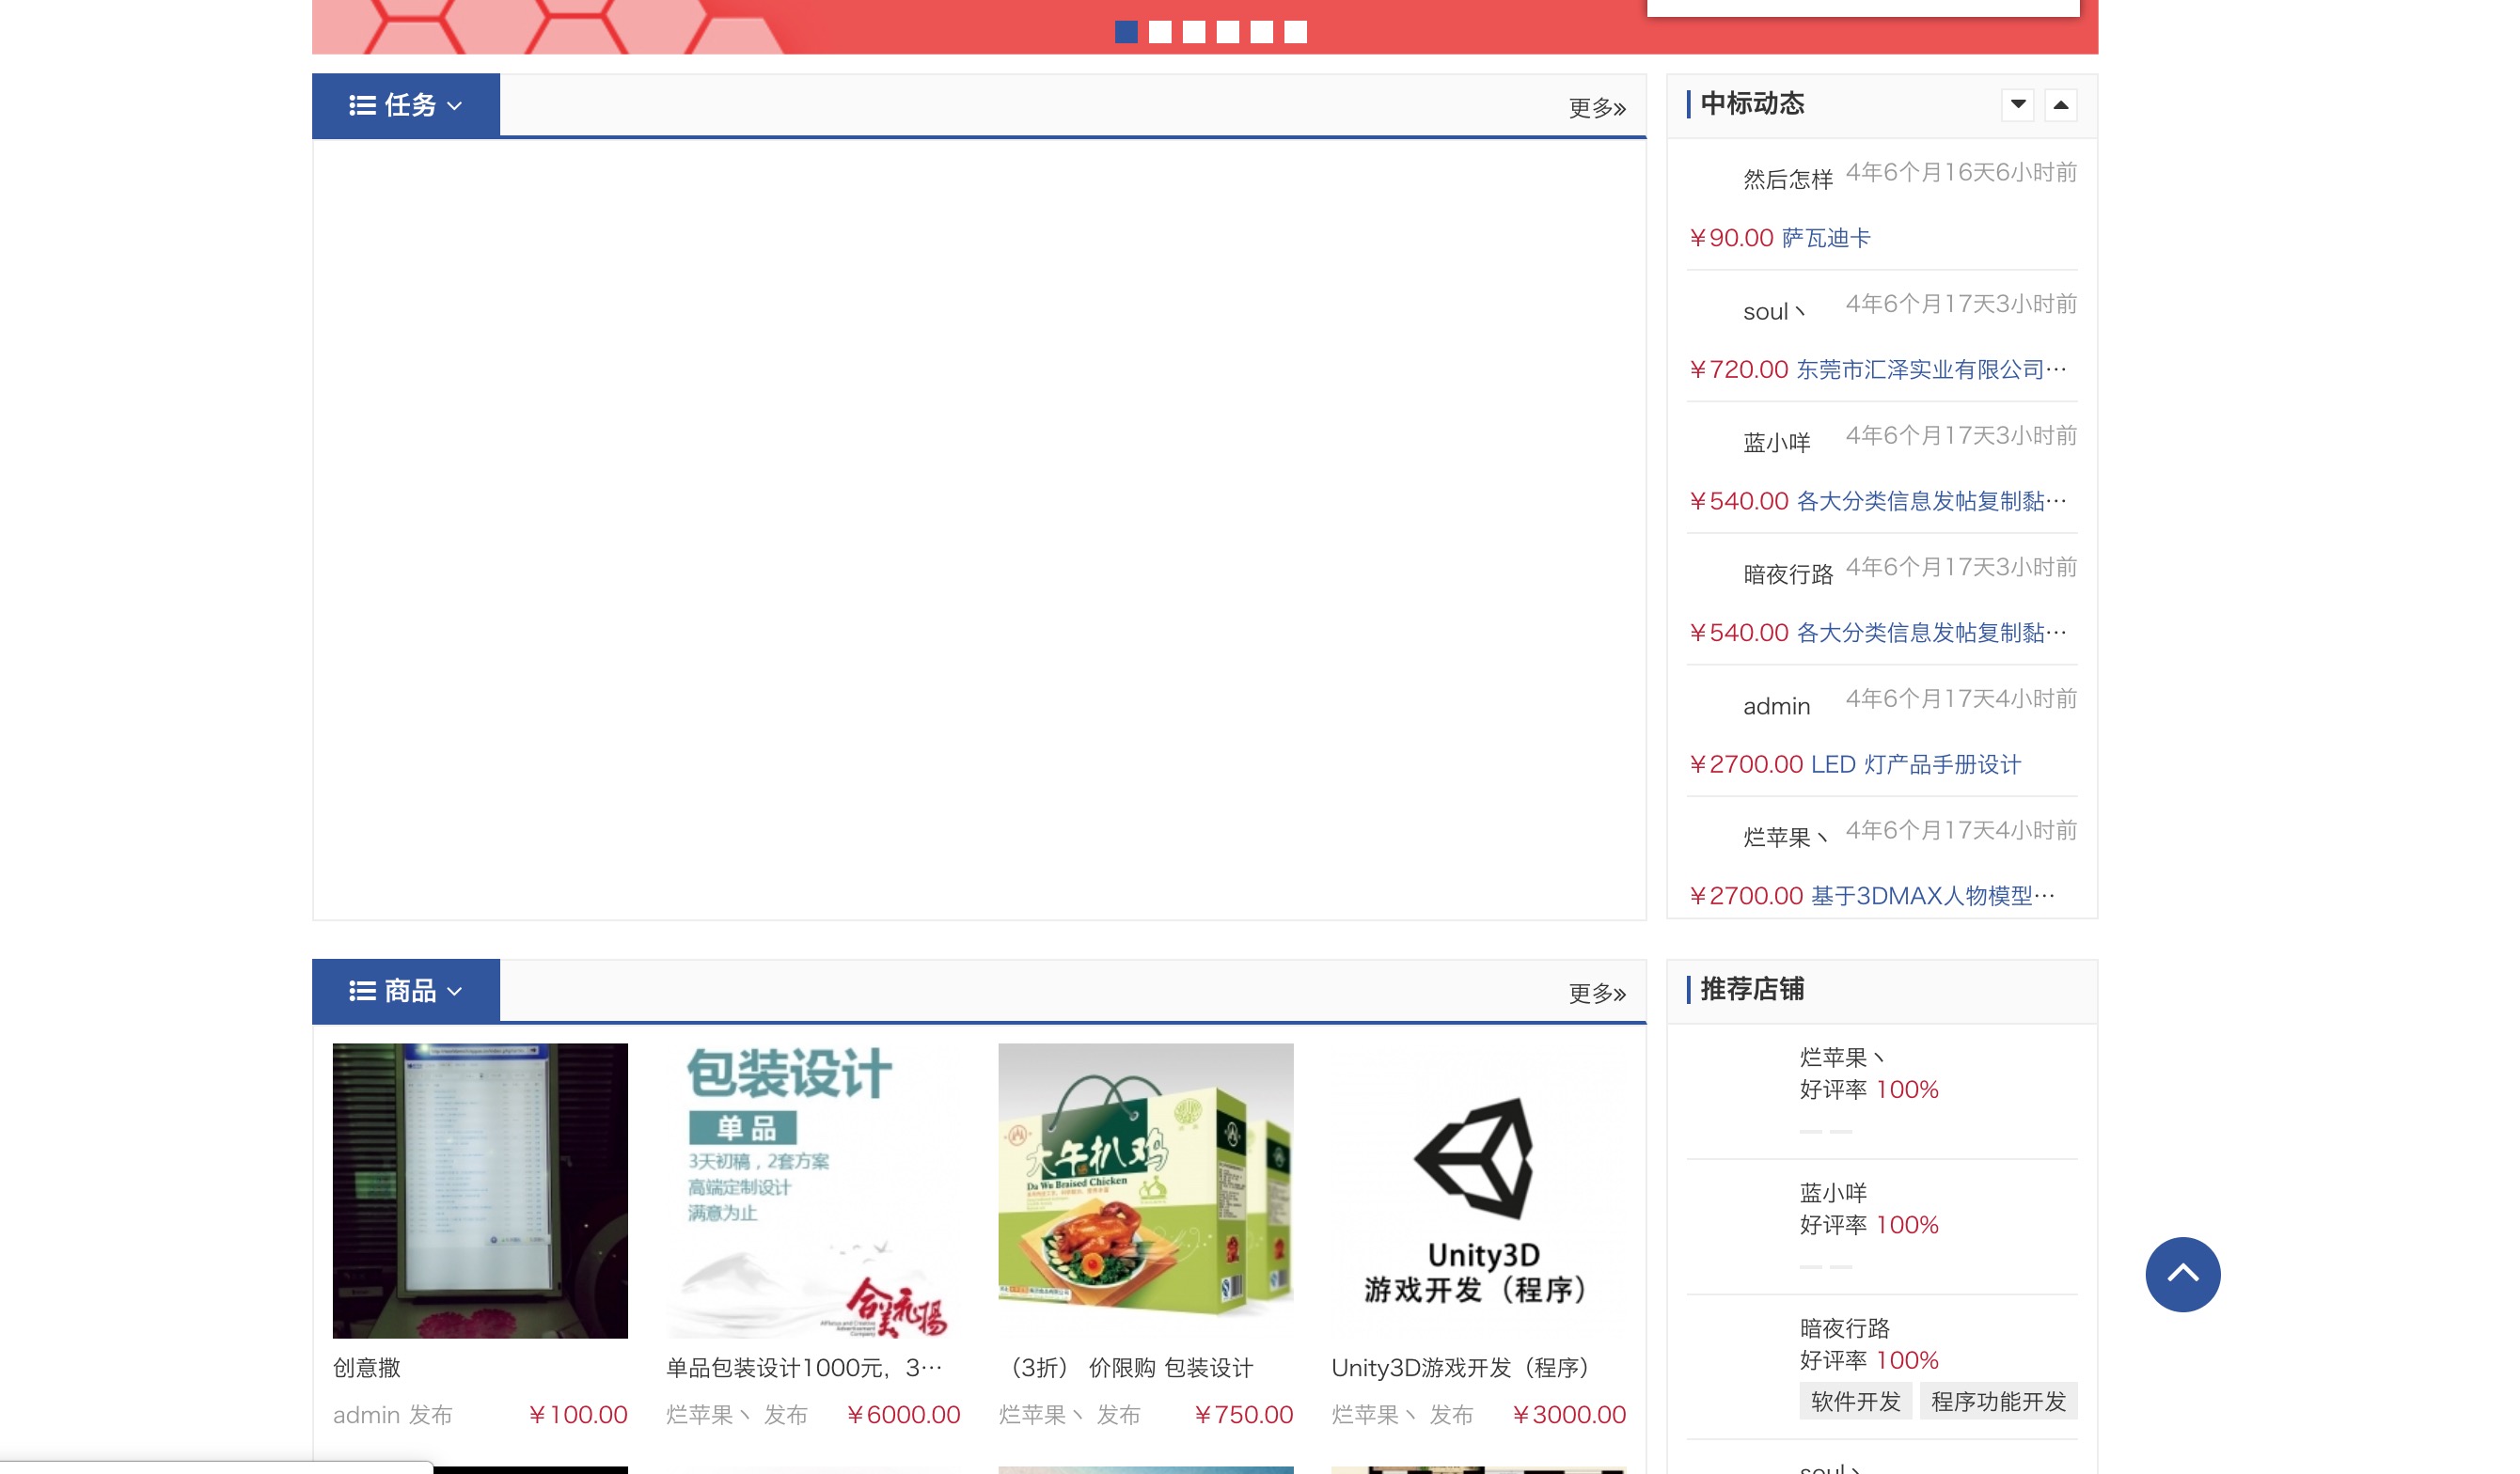 任务
更多»
中标动态
然后怎样 4年6个月16天6小时前
￥90.00 萨瓦迪卡
soul丶 4年6个月17天3小时前
￥720.00 东莞市汇泽实业有限公司…
蓝小咩 4年6个月17天3小时前
￥540.00 各大分类信息发帖复制黏…
暗夜行路 4年6个月17天3小时前
￥540.00 各大分类信息发帖复制黏…
admin 4年6个月17天4小时前
￥2700.00 LED 灯产品手册设计
烂苹果丶 4年6个月17天4小时前
￥2700.00 基于3DMAX人物模型…
商品
更多»
包装设计
单品
3天初稿，2套方案
高端定制设计
满意为止
合美飞扬
大午扒鸡
Da Wu Braised Chicken
Unity3D
游戏开发（程序）
创意撒
admin 发布 ￥100.00
单品包装设计1000元，3…
烂苹果丶 发布 ￥6000.00
（3折） 价限购 包装设计
烂苹果丶 发布 ￥750.00
Unity3D游戏开发（程序）
烂苹果丶 发布 ￥3000.00
推荐店铺
烂苹果丶
好评率 100%
蓝小咩
好评率 100%
暗夜行路
好评率 100%
软件开发 程序功能开发
soul丶